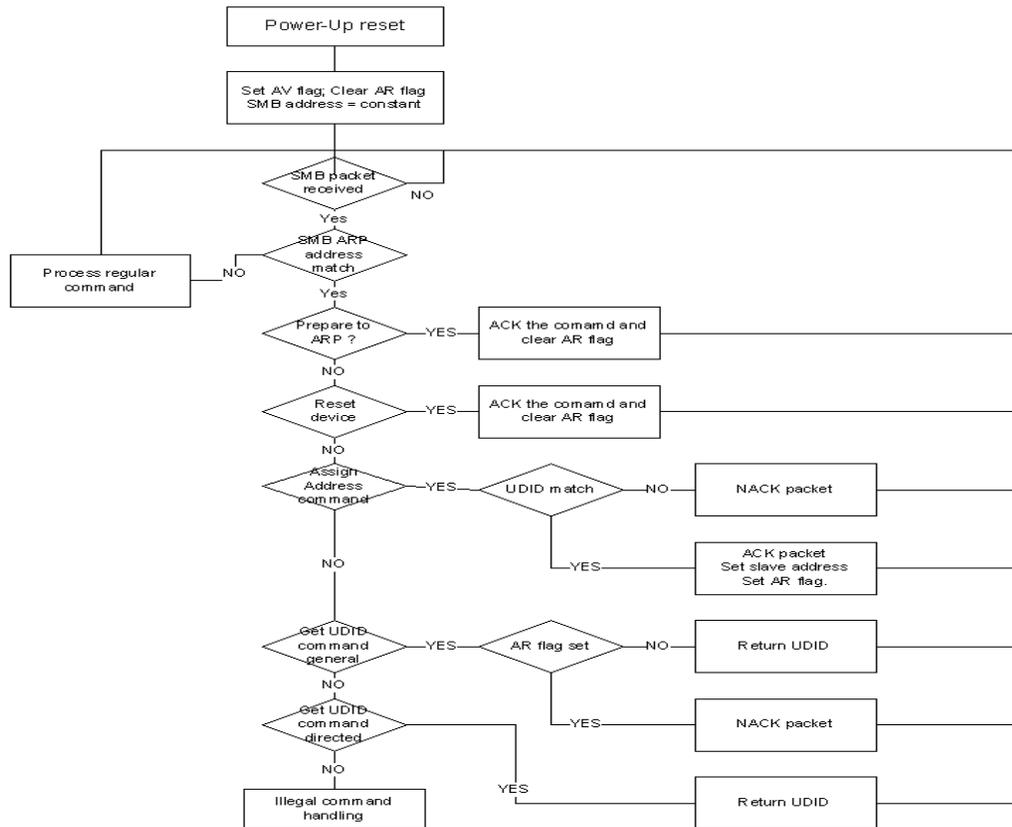 Power-Up reset
Set AV flag; Clear AR flag
SMB address = constant
SMB packet
received
NO
Yes
SMB ARP
address
match
NO
Process regular
command
Yes
Prepare to
ARP ?
YES
ACK the comamd and
clear AR flag
NO
Reset
device
YES
ACK the comamd and
clear AR flag
NO
Assign
Address
command
YES
UDID match
NO
NACK packet
NO
YES
ACK packet
Set slave address
Set AR flag.
Get UDID
command
general
YES
AR flag set
NO
Return UDID
NO
Get UDID
command
directed
YES
NACK packet
NO
YES
Illegal command
handling
Return UDID